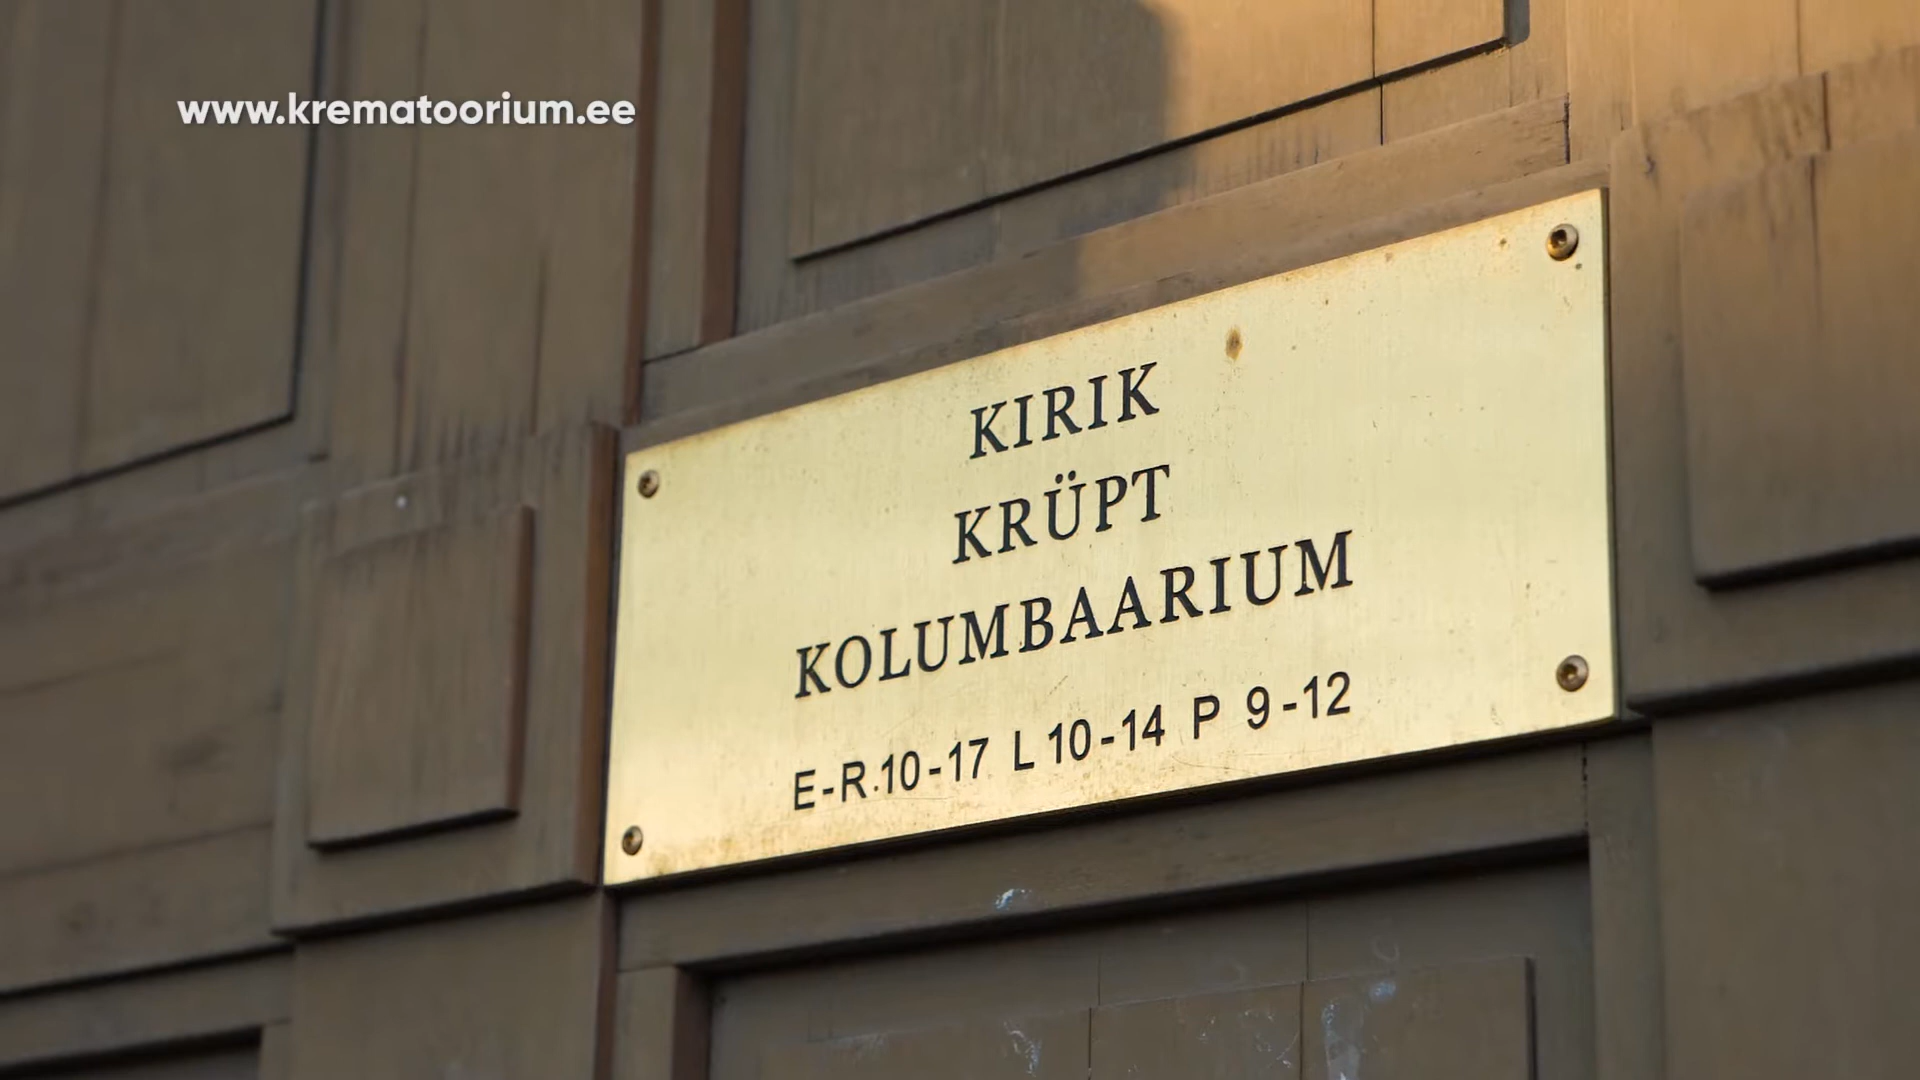 www.krematoorium.ee
KIRIK
KRÜPT
KOLUMBAARIUM
E-R.10-17 L 10-14 P 9-12